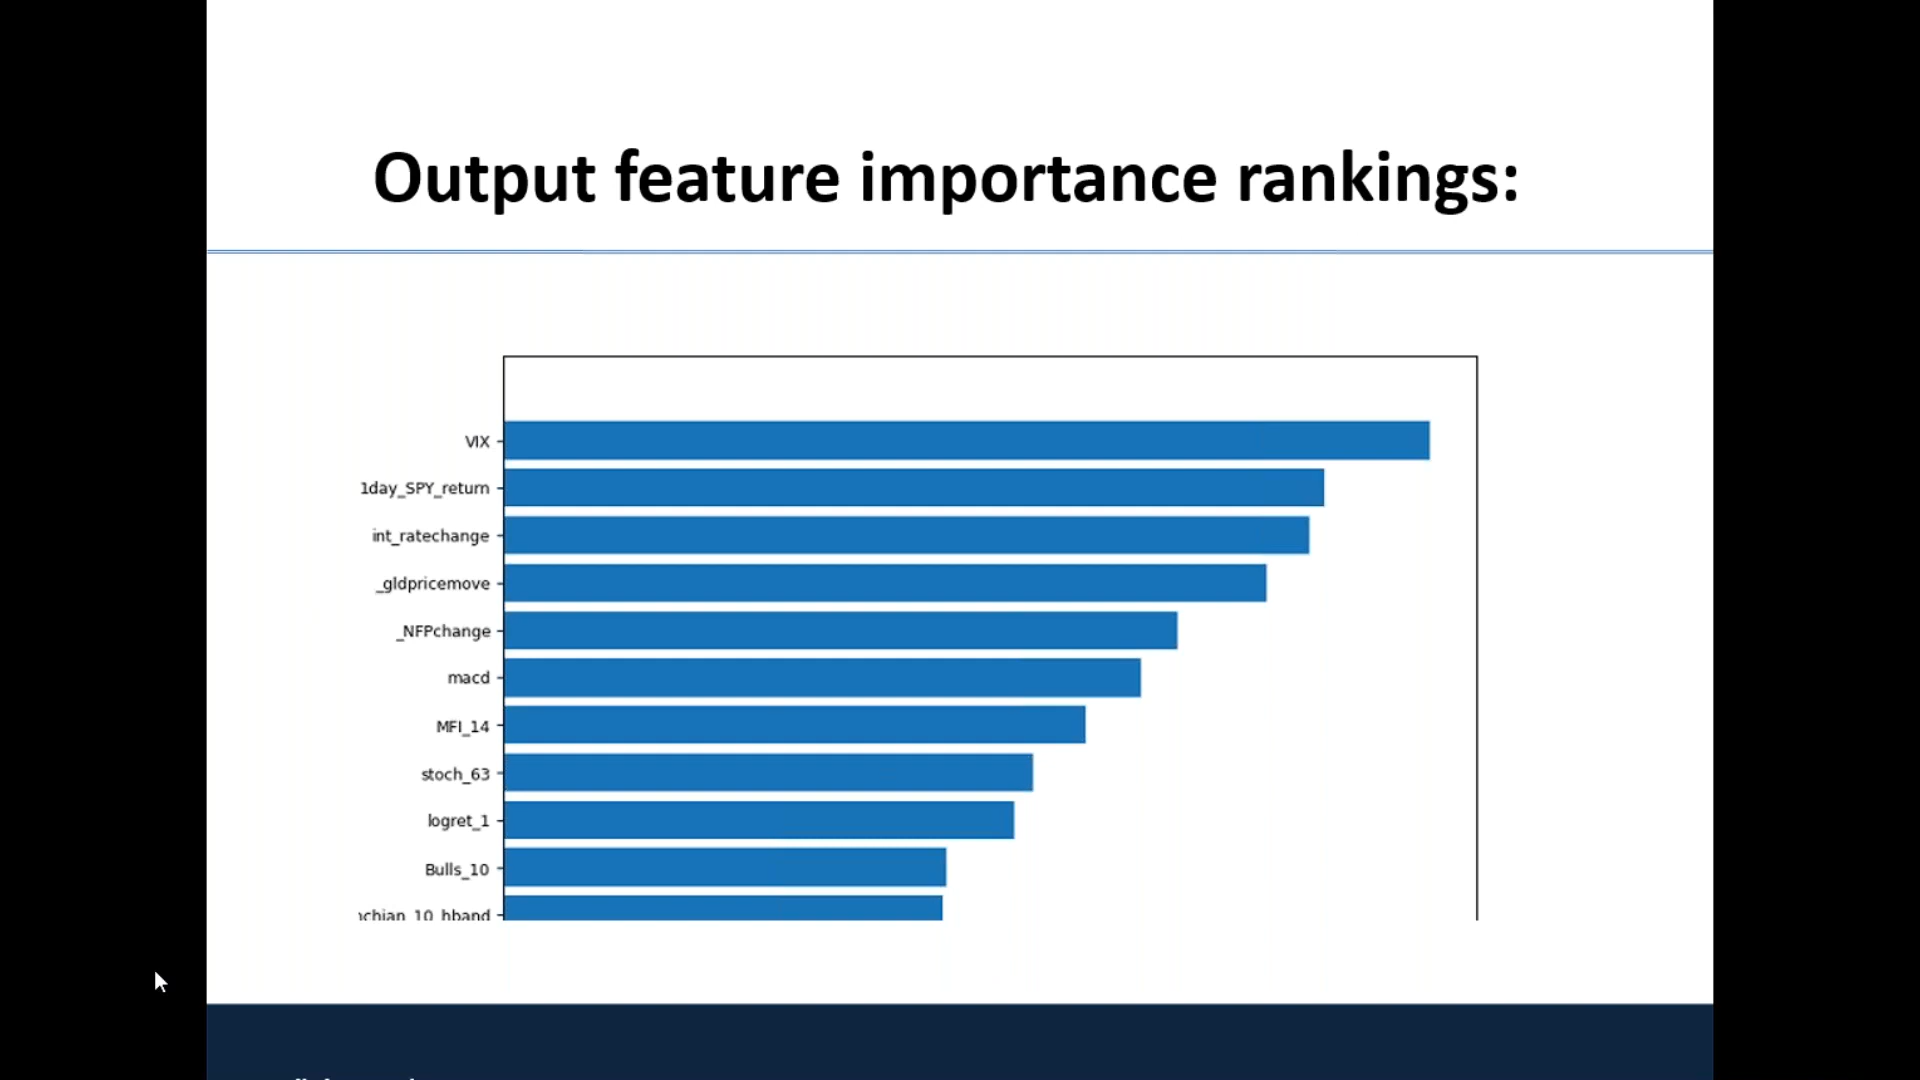 Output feature importance rankings:
VIX
1day_SPY_return
int_ratechange
_gldpricemove
_NFPchange
macd
MFI_14
stoch_63
logret_1
Bulls_10
chian_10_hband